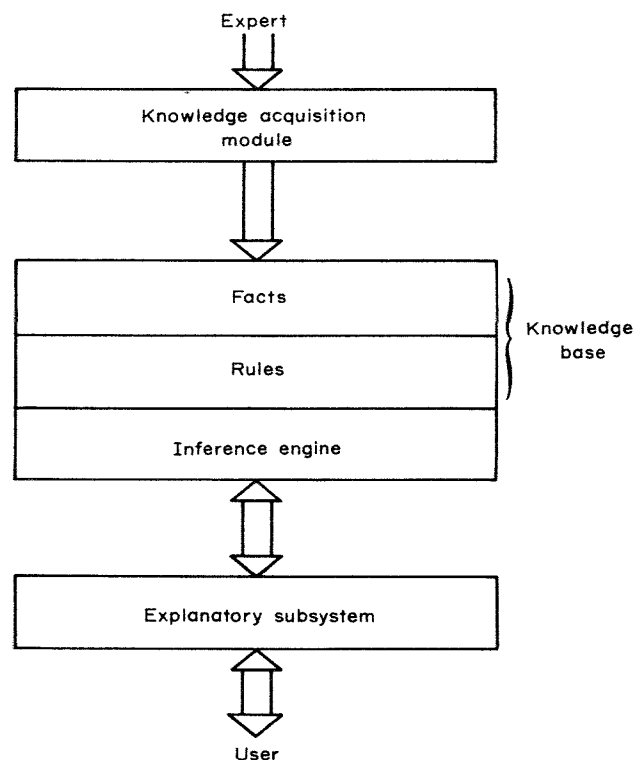 Expert
Knowledge acquisition
module
Facts
Rules
Knowledge
base
Inference engine
Explanatory subsystem
User